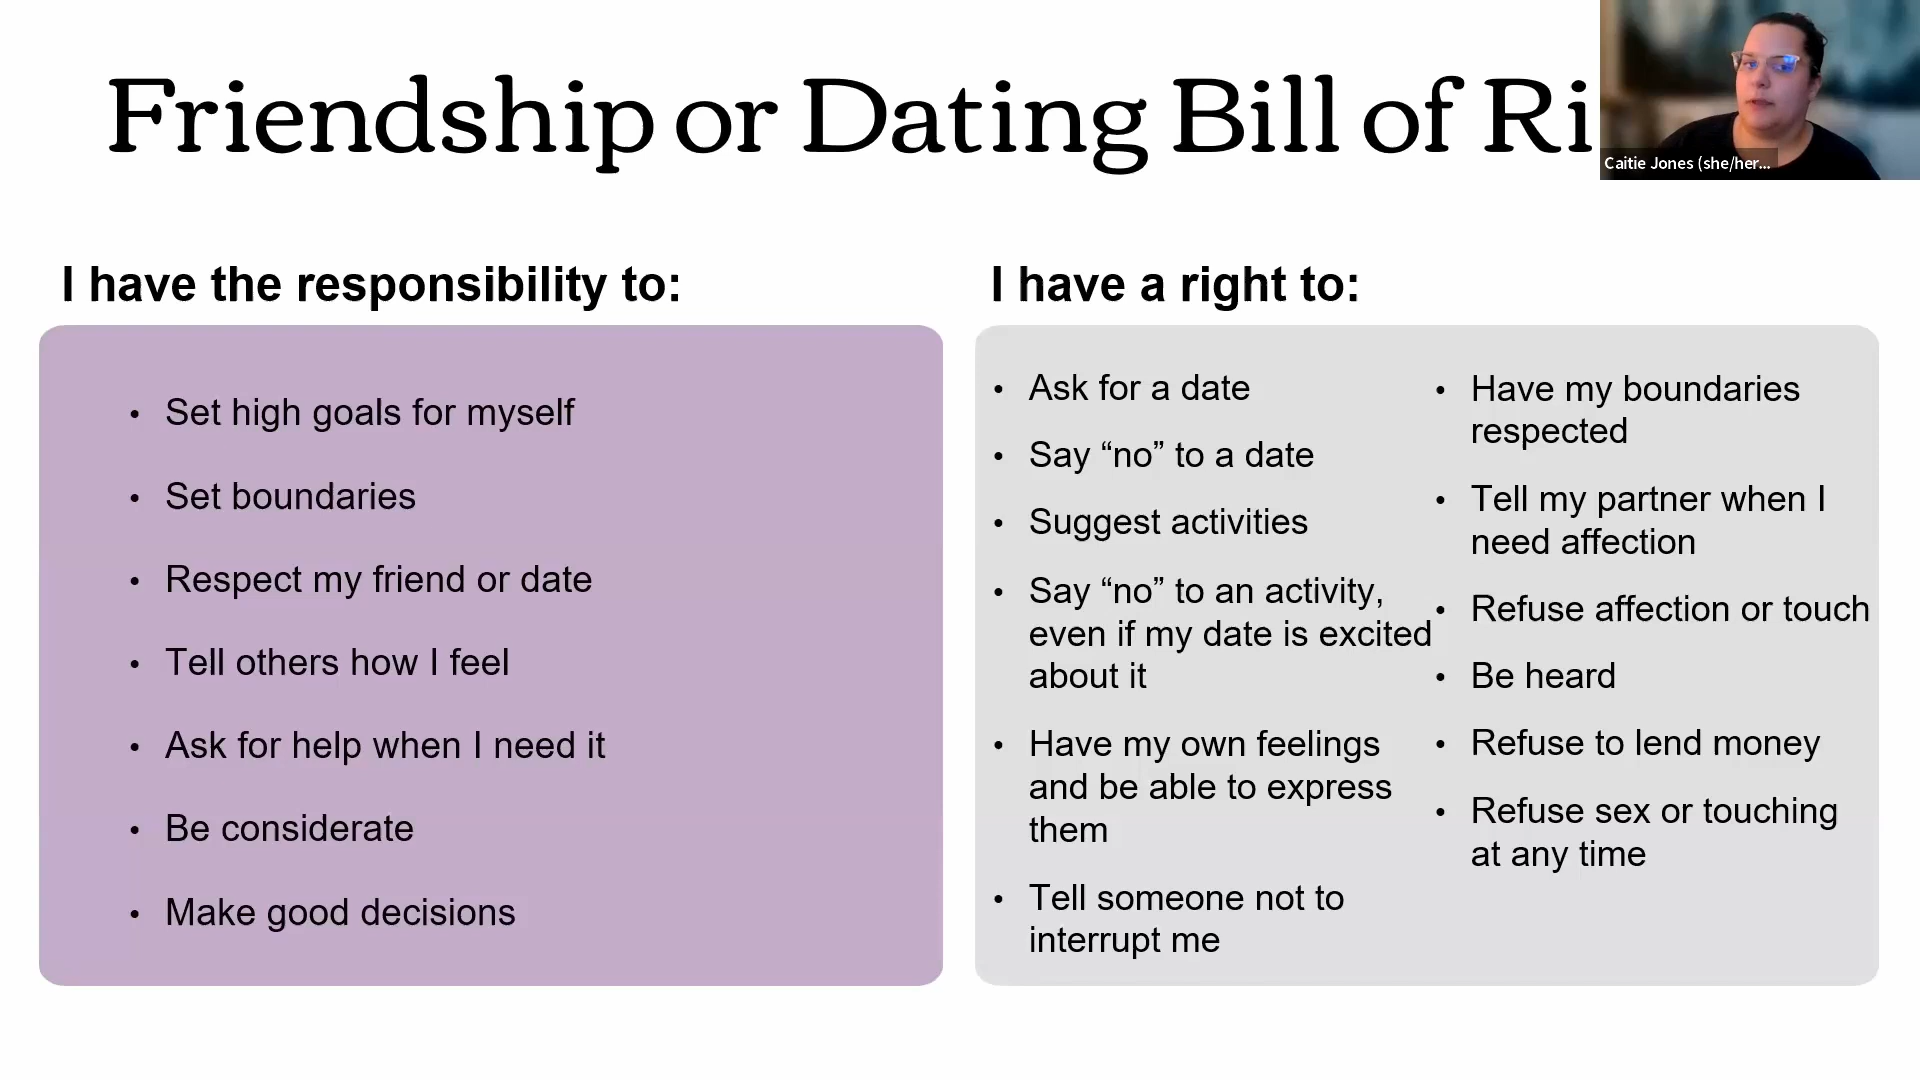 Friendship or Dating Bill of Ri
Caitie Jones (she/her...
I have the responsibility to:
• Set high goals for myself
• Set boundaries
• Respect my friend or date
• Tell others how I feel
• Ask for help when I need it
• Be considerate
• Make good decisions
I have a right to:
• Ask for a date
• Say “no” to a date
• Suggest activities
• Say “no” to an activity,
even if my date is excited
about it
• Have my own feelings
and be able to express
them
• Tell someone not to
interrupt me
• Have my boundaries
respected
• Tell my partner when I
need affection
• Refuse affection or touch
• Be heard
• Refuse to lend money
• Refuse sex or touching
at any time